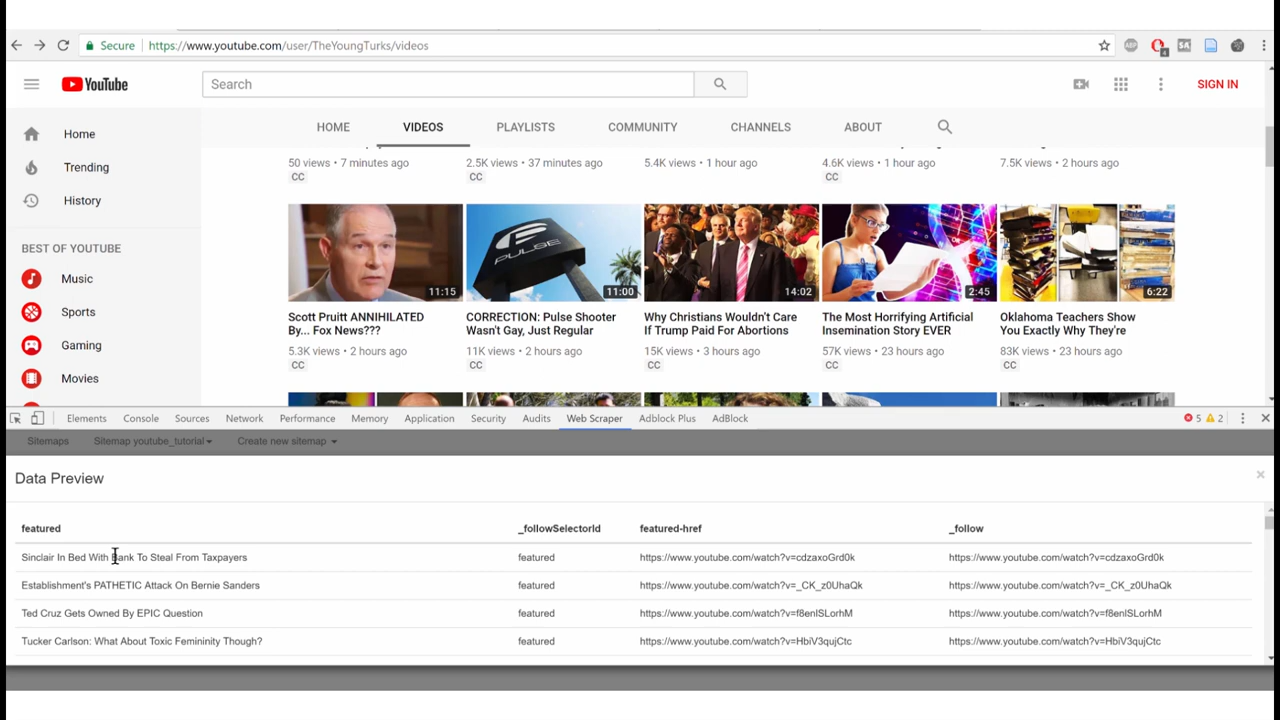 Secure https://www.youtube.com/user/TheYoungTurks/videos
YouTube
Search
SIGN IN
HOME VIDEOS PLAYLISTS COMMUNITY CHANNELS ABOUT
Home
Trending
History
BEST OF YOUTUBE
Music
Sports
Gaming
Movies
50 views • 7 minutes ago
CC
2.5K views • 37 minutes ago
CC
5.4K views • 1 hour ago
4.6K views • 1 hour ago
CC
7.5K views • 2 hours ago
11:15
Scott Pruitt ANNIHILATED
By... Fox News???
5.3K views • 2 hours ago
CC
PULSE
11:00
CORRECTION: Pulse Shooter
Wasn't Gay, Just Regular
11K views • 2 hours ago
CC
14:02
Why Christians Wouldn't Care
If Trump Paid For Abortions
15K views • 3 hours ago
CC
2:45
The Most Horrifying Artificial
Insemination Story EVER
57K views • 23 hours ago
CC
6:22
Oklahoma Teachers Show
You Exactly Why They're
83K views • 23 hours ago
CC
Elements Console Sources Network Performance Memory Application Security Audits Web Scraper Adblock Plus AdBlock 5 2
Sitemaps Sitemap youtube_tutorial Create new sitemap
Data Preview
featured _followSelectorId featured-href _follow
Sinclair In Bed With Bank To Steal From Taxpayers featured https://www.youtube.com/watch?v=cdzaxoGrd0k https://www.youtube.com/watch?v=cdzaxoGrd0k
Establishment's PATHETIC Attack On Bernie Sanders featured https://www.youtube.com/watch?v=_CK_z0UhaQk https://www.youtube.com/watch?v=_CK_z0UhaQk
Ted Cruz Gets Owned By EPIC Question featured https://www.youtube.com/watch?v=f8enlSLorhM https://www.youtube.com/watch?v=f8enlSLorhM
Tucker Carlson: What About Toxic Femininity Though? featured https://www.youtube.com/watch?v=HbiV3qujCtc https://www.youtube.com/watch?v=HbiV3qujCtc